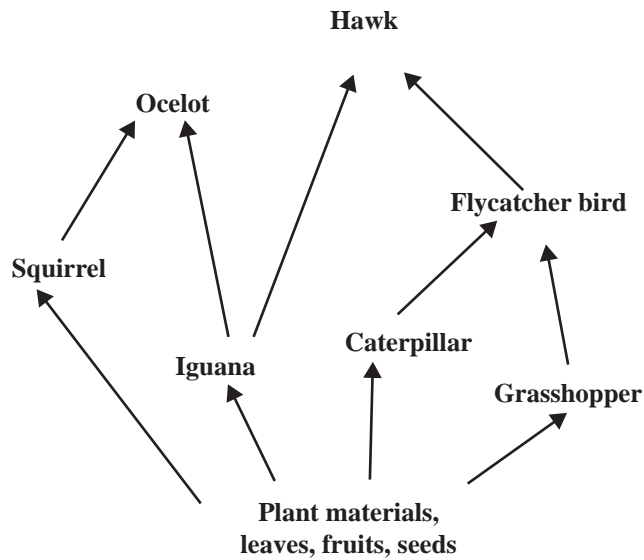 Hawk
Ocelot
Flycatcher bird
Squirrel
Caterpillar
Iguana
Grasshopper
Plant materials,
leaves, fruits, seeds